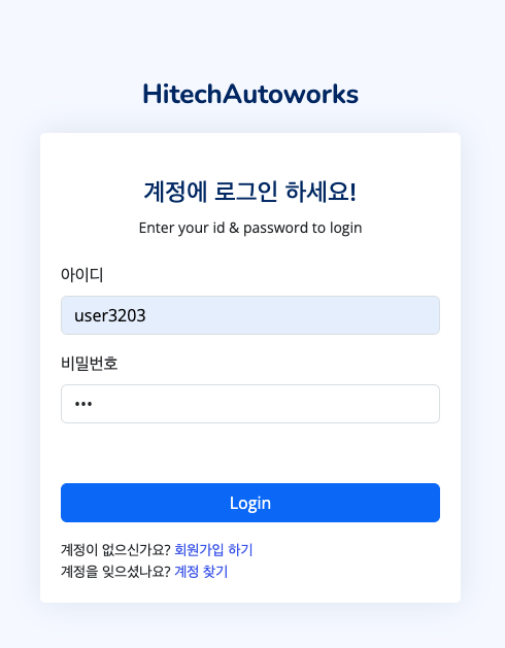 HitechAutoworks
계정에 로그인 하세요!
Enter your id & password to login
아이디
user3203
비밀번호
•••
Login
계정이 없으신가요? 회원가입 하기
계정을 잊으셨나요? 계정 찾기